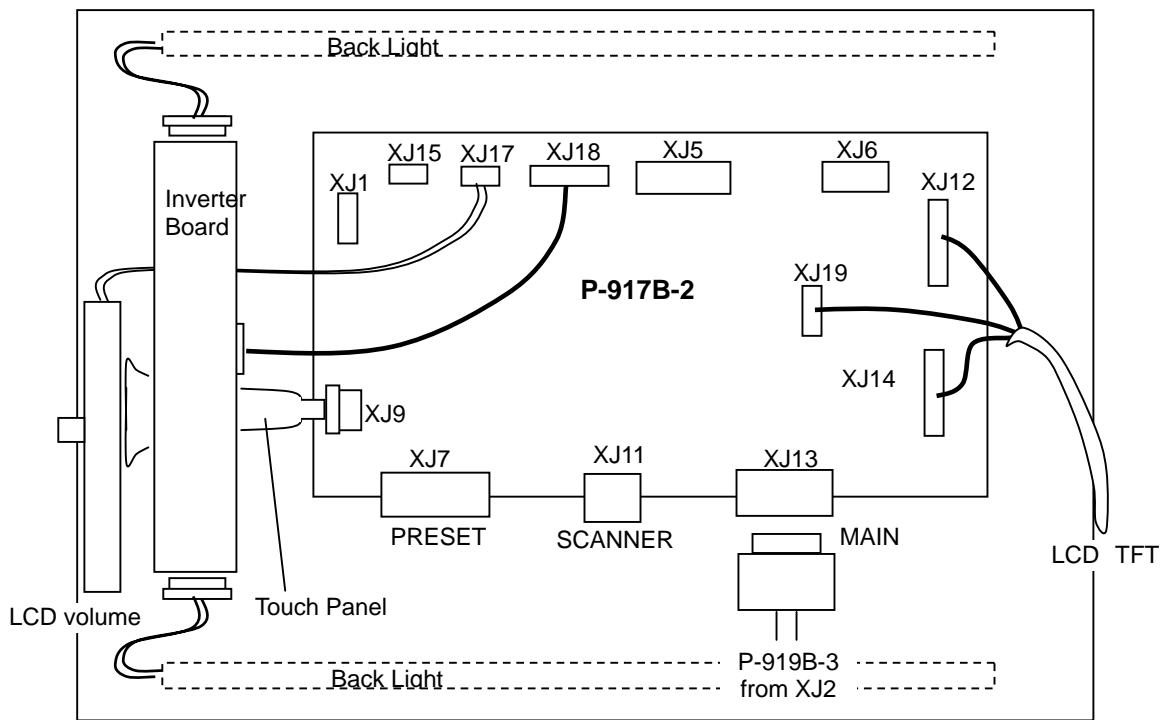 Back Light
XJ15
XJ17
XJ18
XJ5
XJ6
XJ1
XJ12
Inverter
Board
P-917B-2
XJ19
XJ14
XJ9
XJ7
XJ11
XJ13
PRESET
SCANNER
MAIN
LCD TFT
Touch Panel
LCD volume
Back Light
P-919B-3
from XJ2